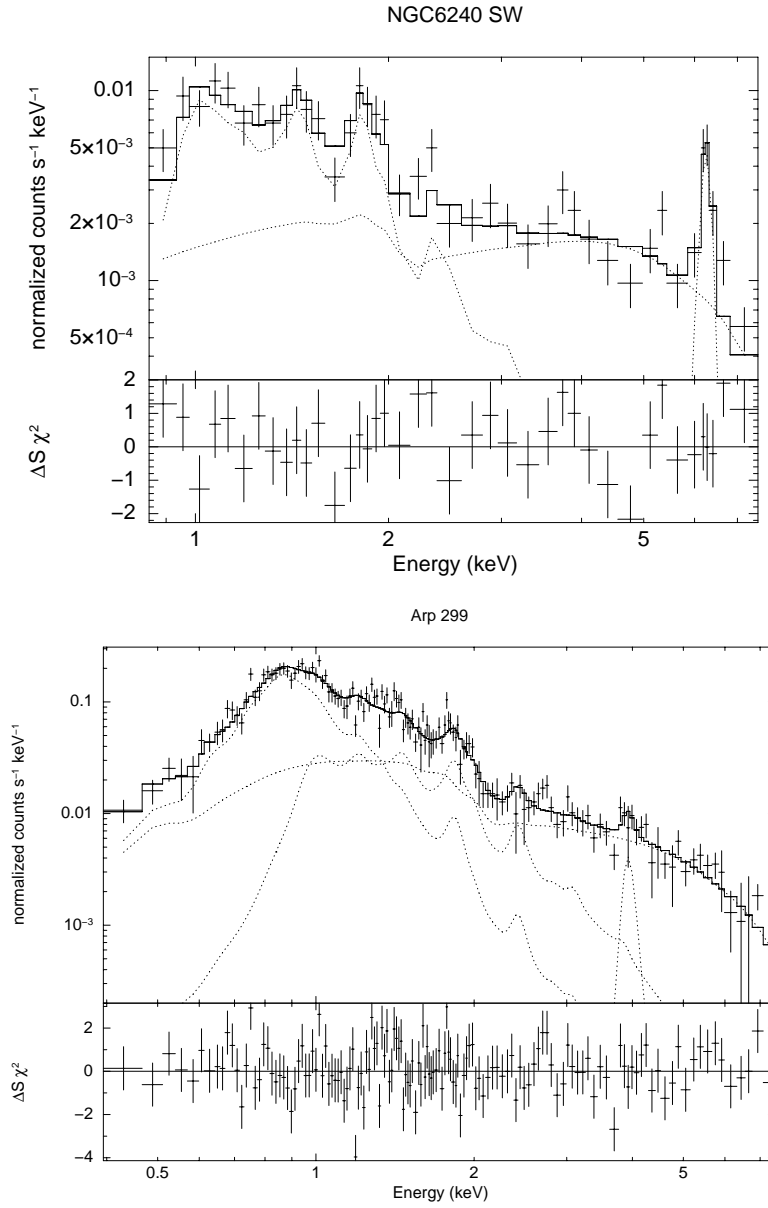 NGC6240 SW
0.01
5×10⁻³
2×10⁻³
10⁻³
5×10⁻⁴
normalized counts s⁻¹ keV⁻¹
2
1
0
−1
−2
ΔS χ²
1 2 5
Energy (keV)
Arp 299
0.1
0.01
10⁻³
normalized counts s⁻¹ keV⁻¹
2
0
−2
−4
ΔS χ²
0.5 1 2 5
Energy (keV)